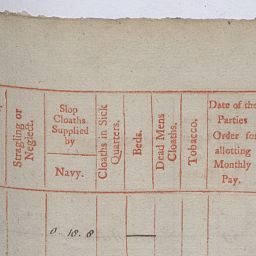 Stragling or
Neglect.
Slop
Cloaths
Supplied
by
Navy.
Cloaths in Sick
Quarters.
Beds.
Dead Mens
Cloaths.
Tobacco.
Date of the
Parties
Order for
allotting
Monthly
Pay.
0.18.8